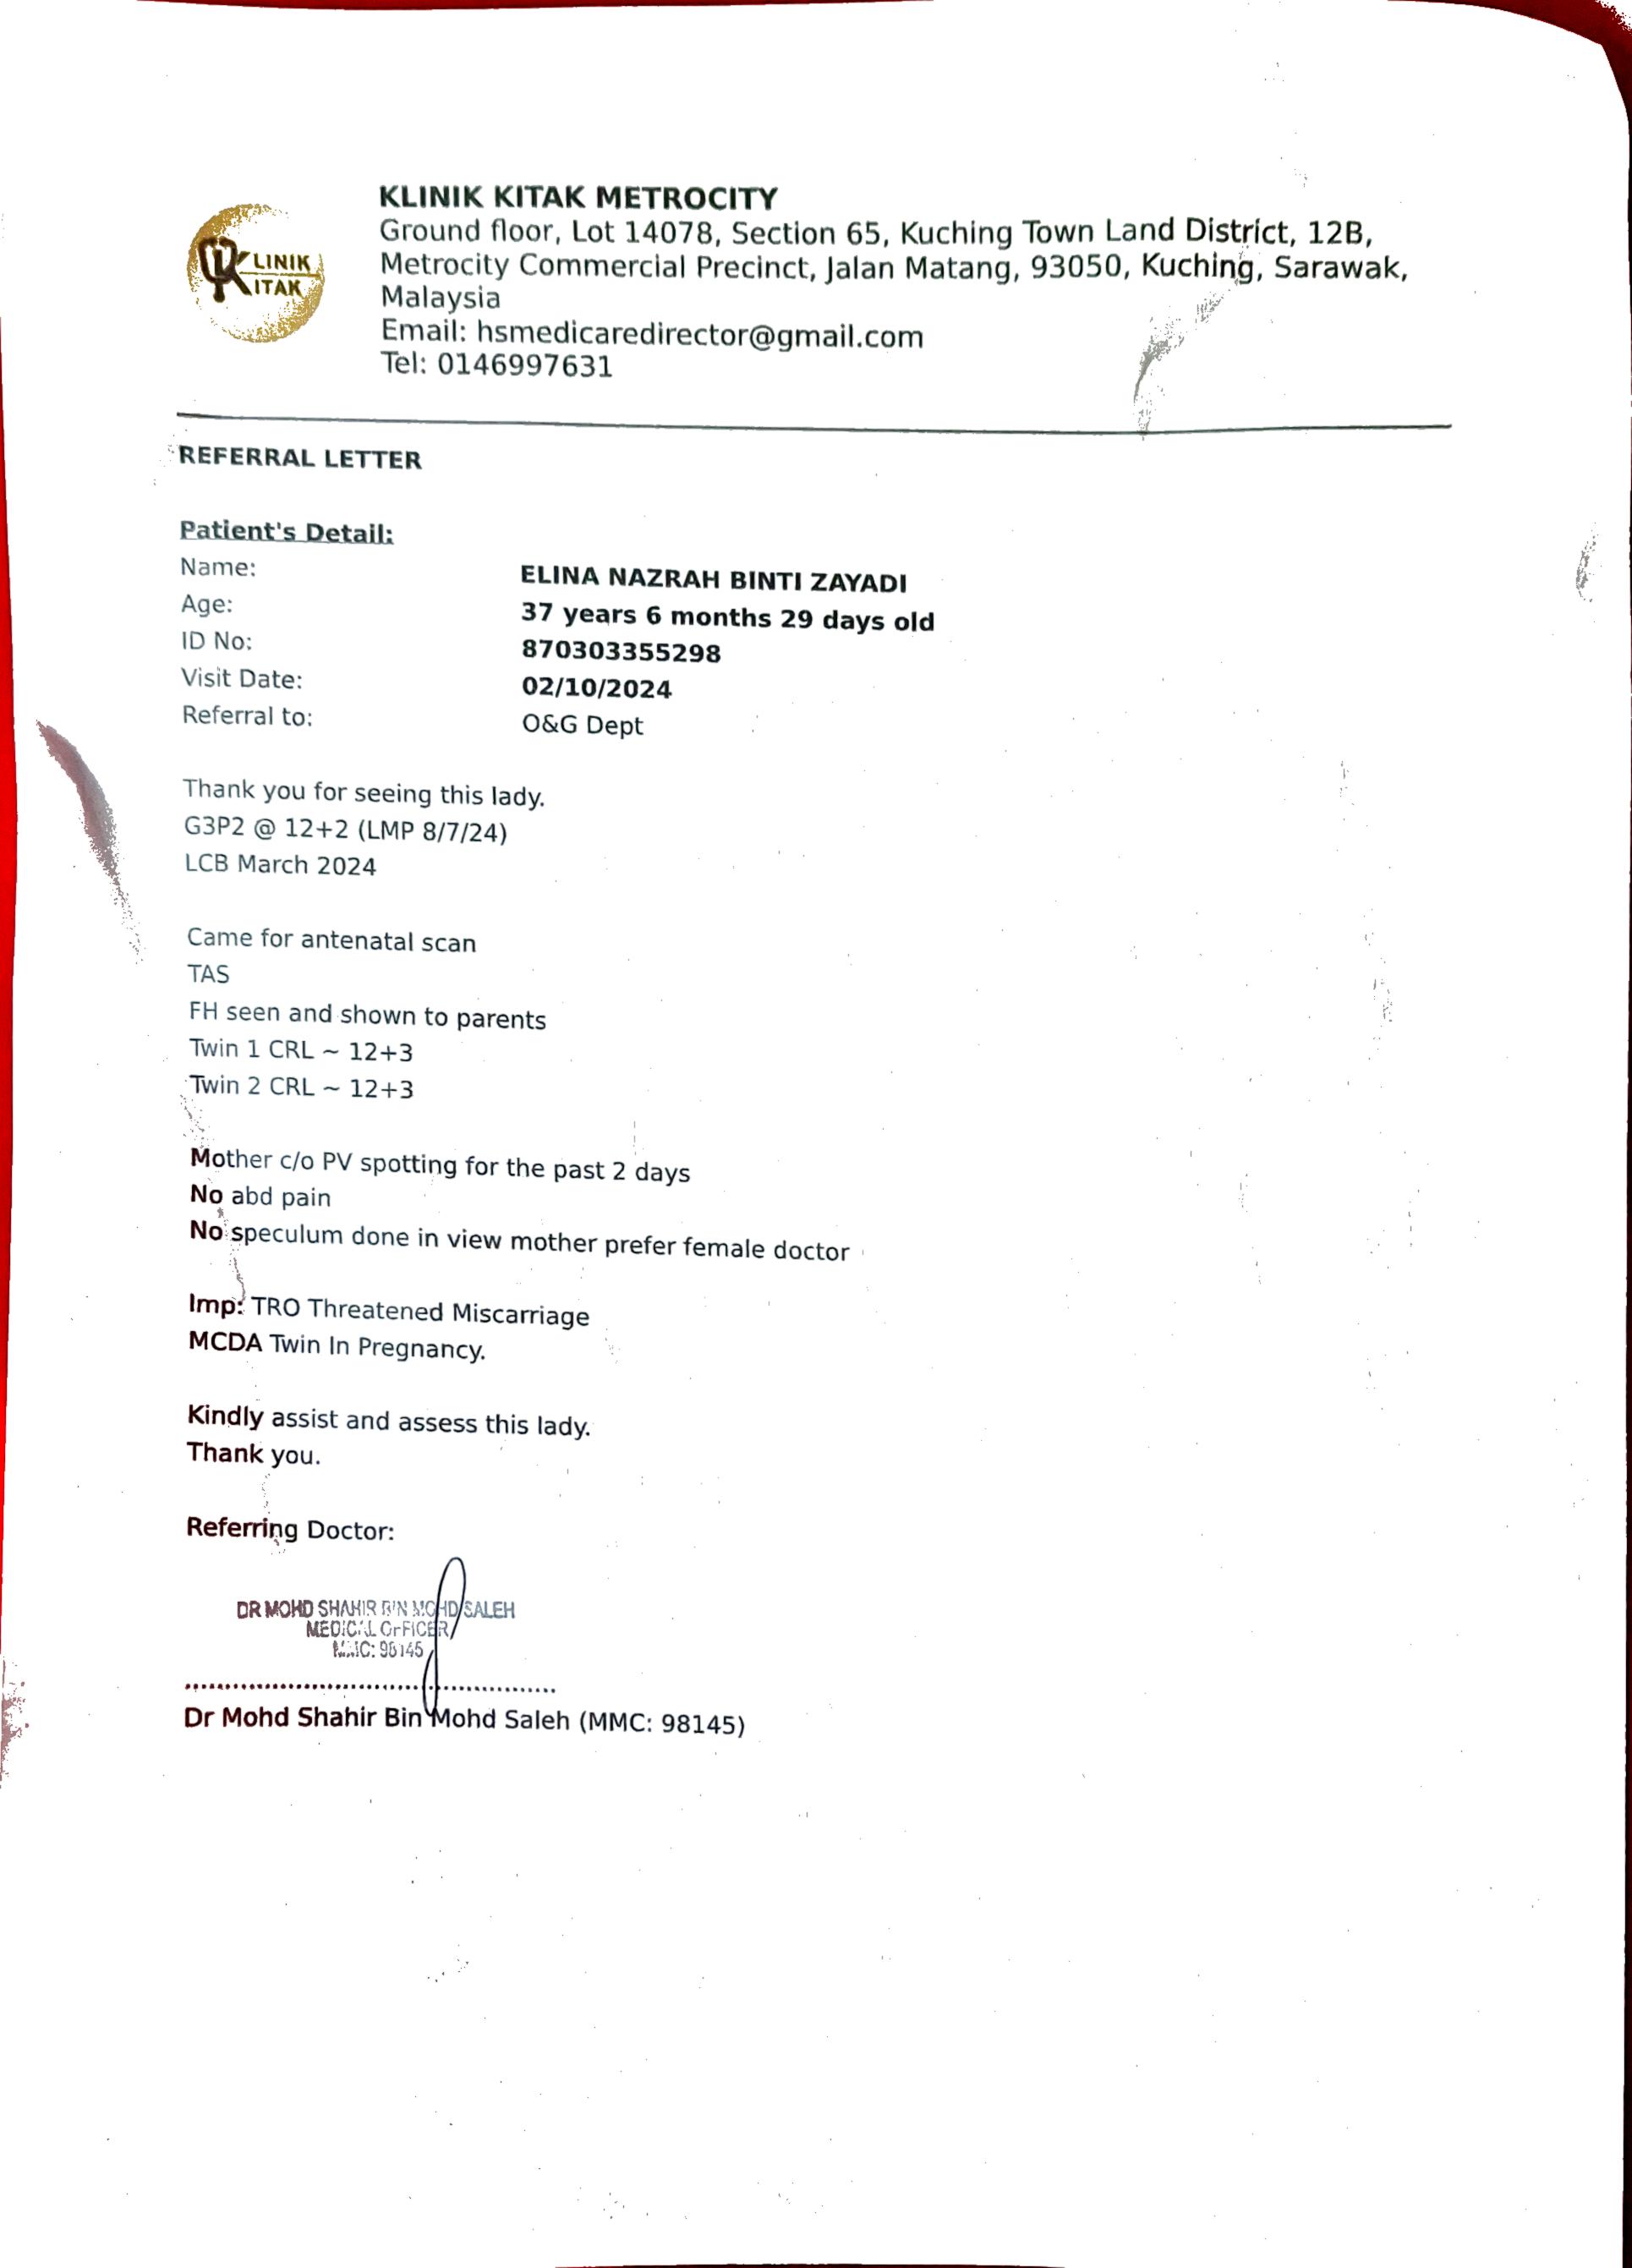 KLINIK KITAK
KLINIK KITAK METROCITY
Ground floor, Lot 14078, Section 65, Kuching Town Land District, 12B,
Metrocity Commercial Precinct, Jalan Matang, 93050, Kuching, Sarawak,
Malaysia
Email: hsmedicaredirector@gmail.com
Tel: 0146997631
REFERRAL LETTER
Patient's Detail:
Name: ELINA NAZRAH BINTI ZAYADI
Age: 37 years 6 months 29 days old
ID No: 870303355298
Visit Date: 02/10/2024
Referral to: O&G Dept
Thank you for seeing this lady.
G3P2 @ 12+2 (LMP 8/7/24)
LCB March 2024
Came for antenatal scan
TAS
FH seen and shown to parents
Twin 1 CRL ~ 12+3
Twin 2 CRL ~ 12+3
Mother c/o PV spotting for the past 2 days
No abd pain
No speculum done in view mother prefer female doctor
Imp: TRO Threatened Miscarriage
MCDA Twin In Pregnancy.
Kindly assist and assess this lady.
Thank you.
Referring Doctor:
DR MOHD SHAHIR BIN MOHD SALEH
MEDICAL OFFICER
MMC: 98145
Dr Mohd Shahir Bin Mohd Saleh (MMC: 98145)